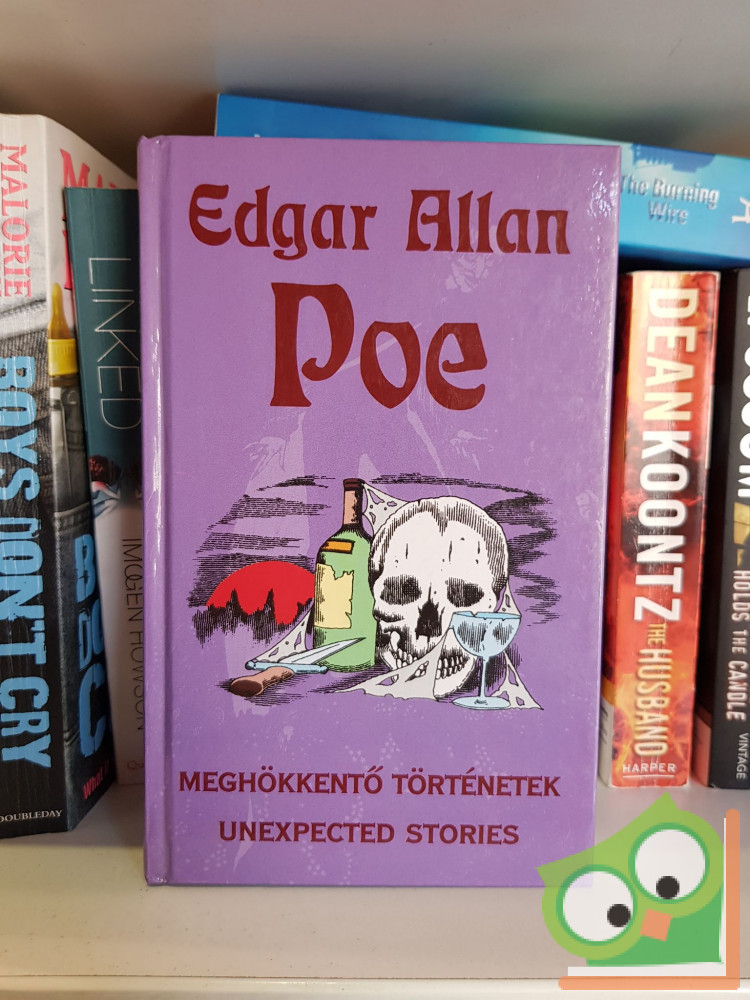 Edgar Allan
Poe
MEGHÖKKENTŐ TÖRTÉNETEK
UNEXPECTED STORIES
MALORIE
BOYS DON'T CRY
DOUBLEDAY
LINKED
IMOGEN HOWSON
The Burning
Wire
A
DEAN KOONTZ
THE HUSBAND
HARPER
HOLDS THE CANDLE
VINTAGE